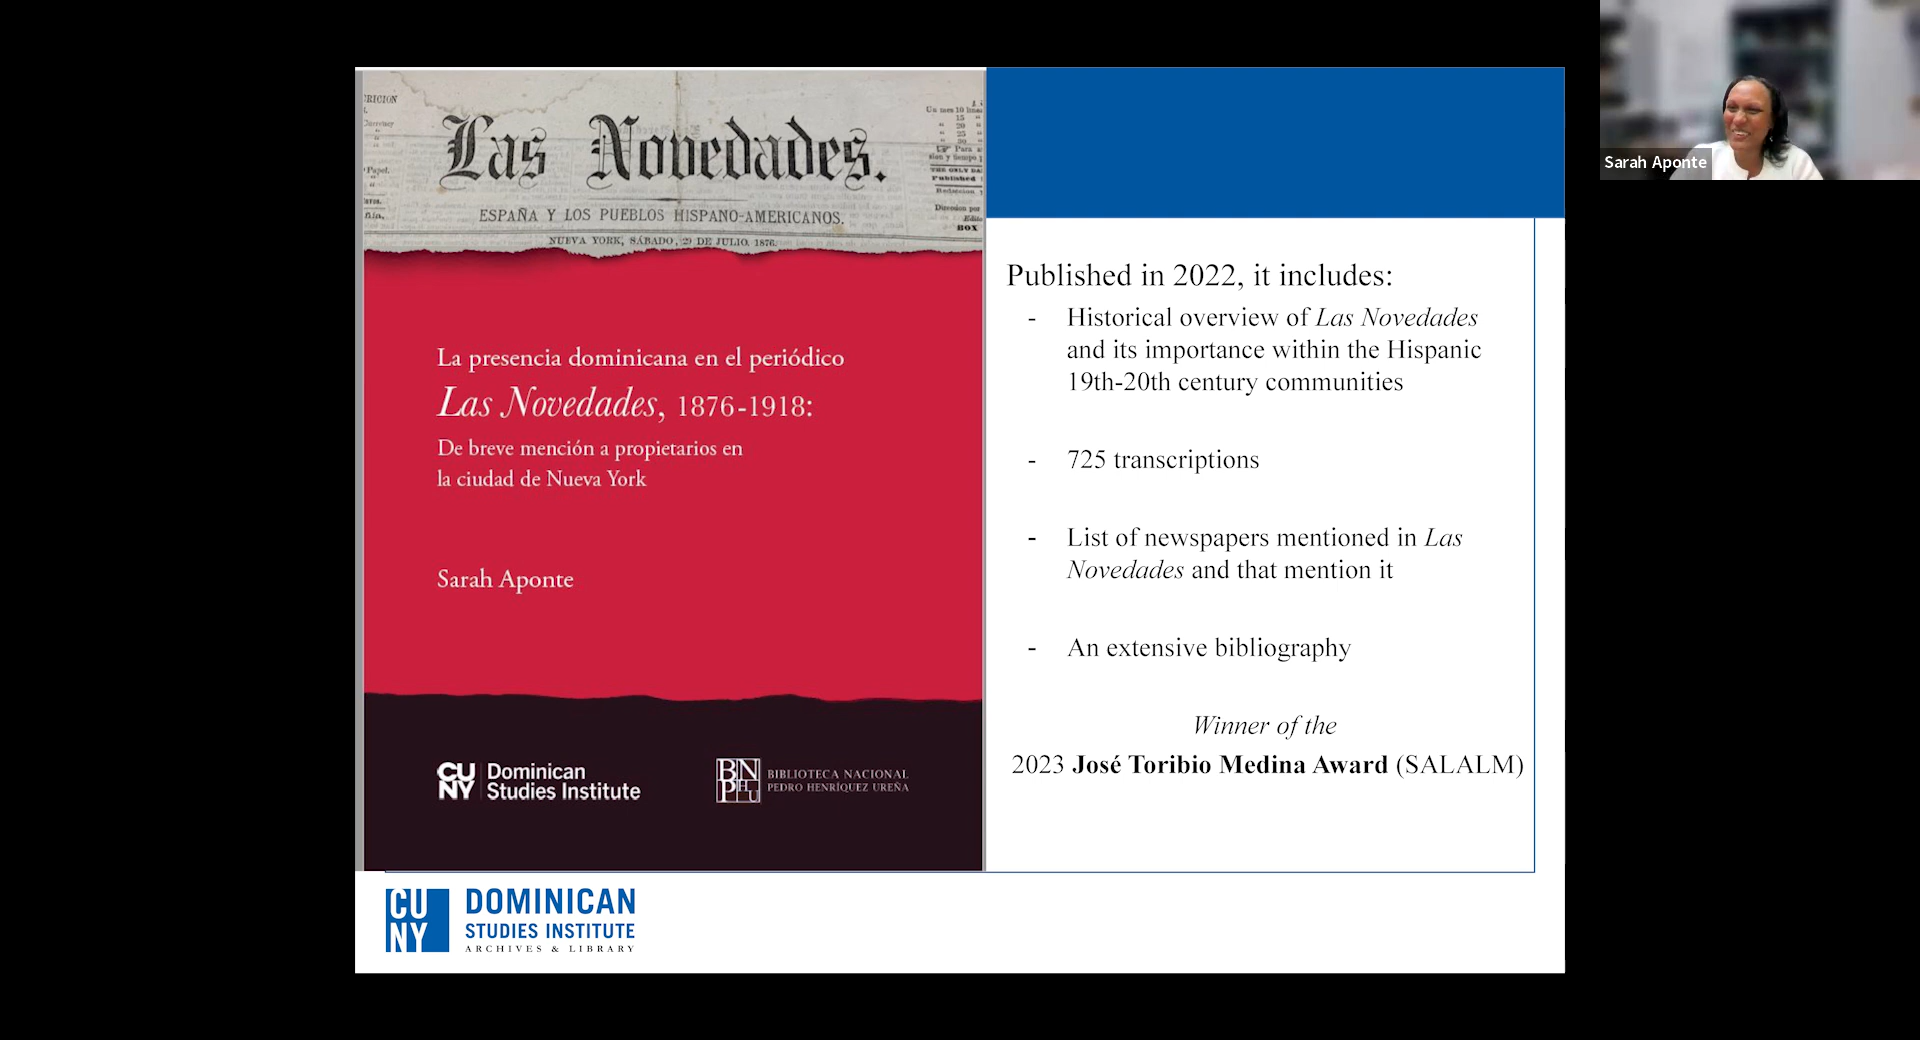 Las Novedades.
ESPAÑA Y LOS PUEBLOS HISPANO-AMERICANOS.
NUEVA YORK, SÁBADO, 29 DE JULIO, 1876.
La presencia dominicana en el periódico
Las Novedades, 1876-1918:
De breve mención a propietarios en
la ciudad de Nueva York
Sarah Aponte
CU
NY
Dominican
Studies Institute
BN
PHU
BIBLIOTECA NACIONAL
PEDRO HENRÍQUEZ UREÑA
Published in 2022, it includes:
- Historical overview of Las Novedades
and its importance within the Hispanic
19th-20th century communities
- 725 transcriptions
- List of newspapers mentioned in Las
Novedades and that mention it
- An extensive bibliography
Winner of the
2023 José Toribio Medina Award (SALALM)
CU
NY
DOMINICAN
STUDIES INSTITUTE
ARCHIVES & LIBRARY
Sarah Aponte